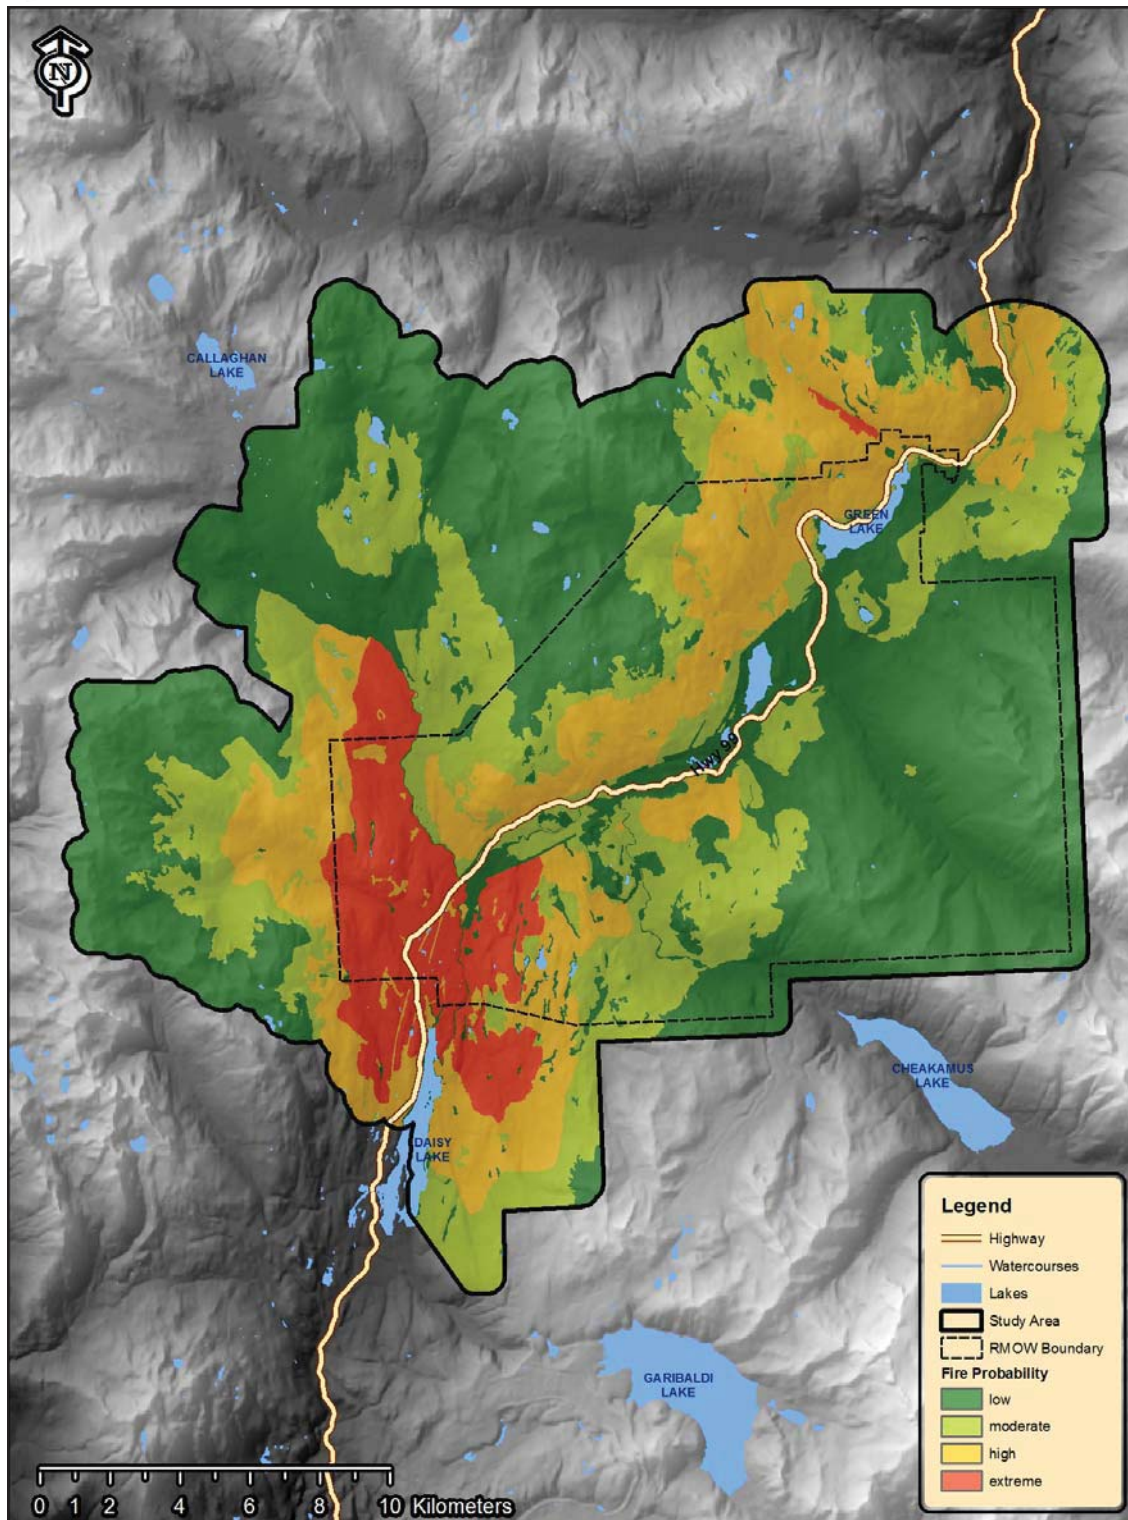 N
CALLAGHAN
LAKE
GREEN
LAKE
Hwy 99
CHEAKAMUS
LAKE
DAISY
LAKE
GARIBALDI
LAKE
Legend
Highway
Watercourses
Lakes
Study Area
RMOW Boundary
Fire Probability
low
moderate
high
extreme
0 1 2 4 6 8 10 Kilometers